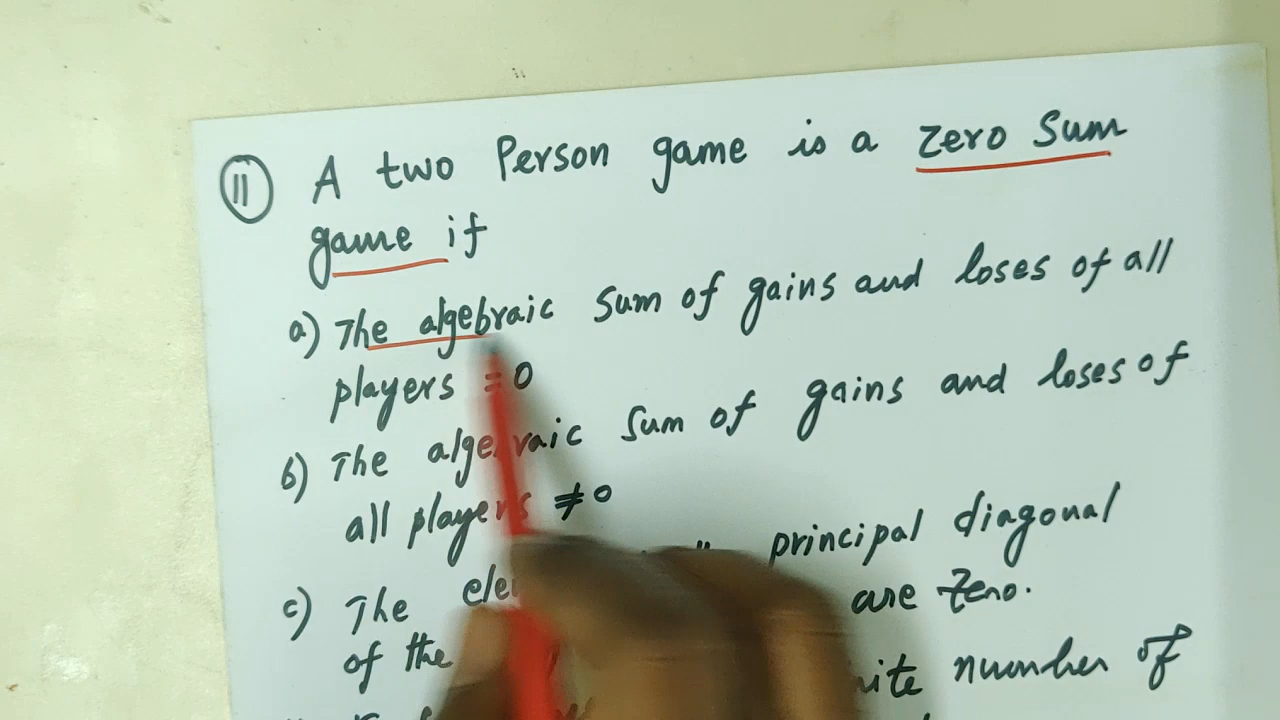 11 A two Person game is a Zero Sum
game if
a) The algebraic sum of gains and loses of all
players = 0
b) The algebraic sum of gains and loses of
all players ≠ 0
c) The principal diagonal
of the are Zero.
number of